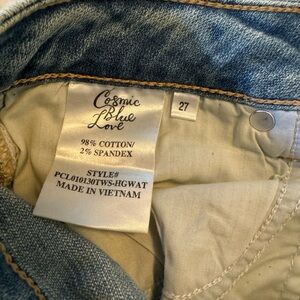 Cosmic
Blue
Love
27
98% COTTON/
2% SPANDEX
STYLE#
PCL010130TWS-HGWAT
MADE IN VIETNAM